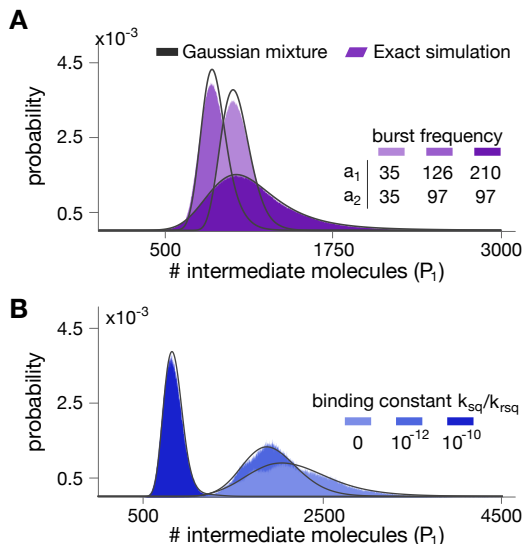 A
x10⁻³
Gaussian mixture Exact simulation
4.5
2.5
0.5
probability
burst frequency
a₁ 35 126 210
a₂ 35 97 97
500 1750 3000
# intermediate molecules (P₁)
B
x10⁻³
4.5
2.5
0.5
probability
binding constant k_sq/k_rsq
0 10⁻¹² 10⁻¹⁰
500 2500 4500
# intermediate molecules (P₁)